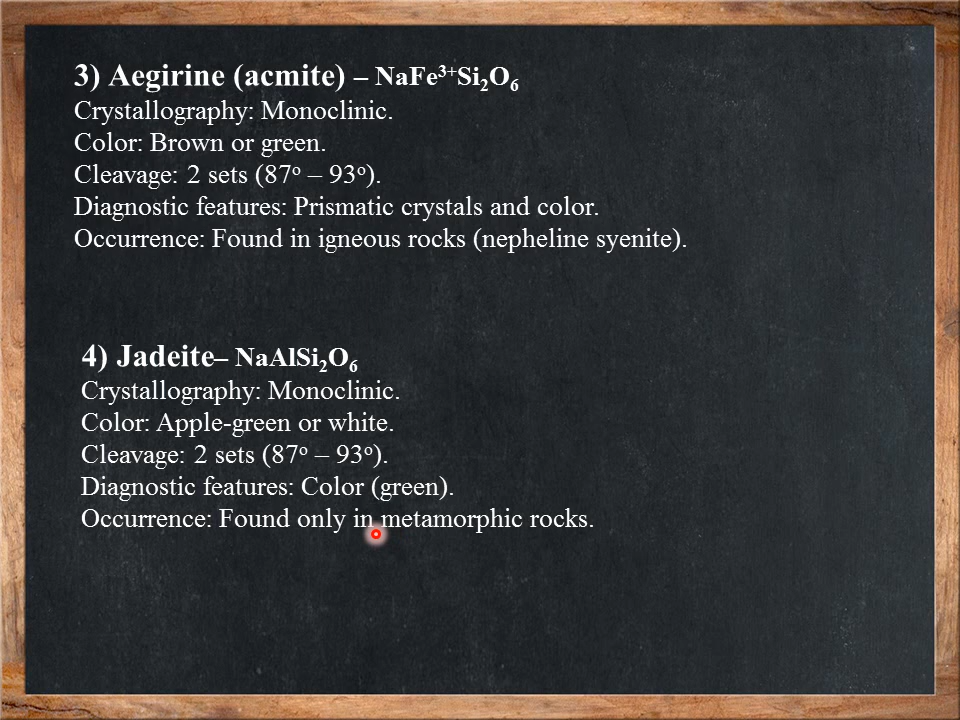 3) Aegirine (acmite) – NaFe³⁺Si₂O₆
Crystallography: Monoclinic.
Color: Brown or green.
Cleavage: 2 sets (87º – 93º).
Diagnostic features: Prismatic crystals and color.
Occurrence: Found in igneous rocks (nepheline syenite).
4) Jadeite– NaAlSi₂O₆
Crystallography: Monoclinic.
Color: Apple-green or white.
Cleavage: 2 sets (87º – 93º).
Diagnostic features: Color (green).
Occurrence: Found only in metamorphic rocks.